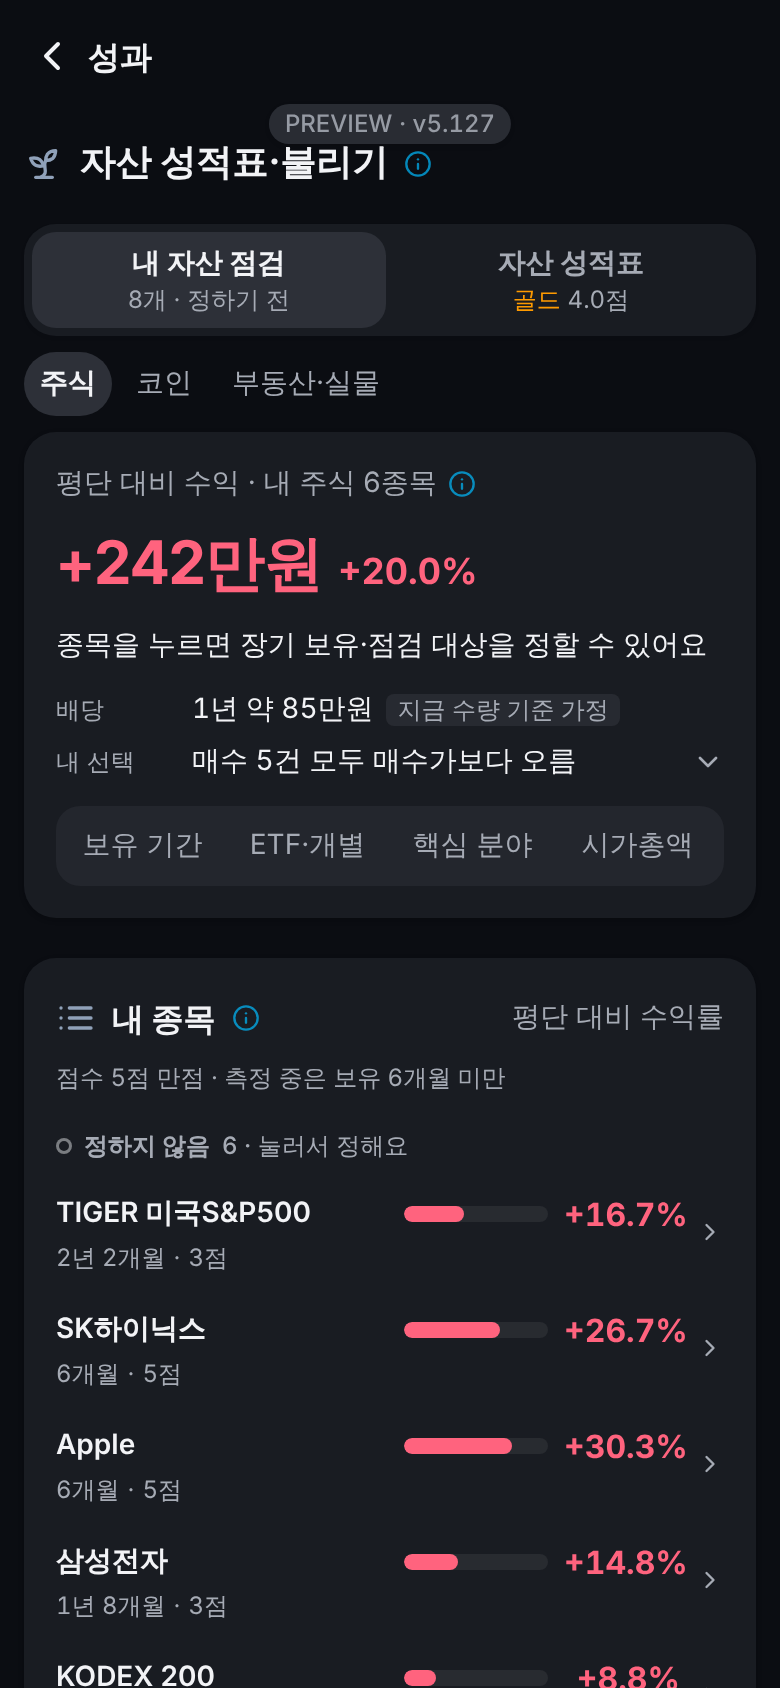 성과
PREVIEW · v5.127
자산 성적표·불리기
내 자산 점검
8개 · 정하기 전
자산 성적표
골드 4.0점
주식 코인 부동산·실물
평단 대비 수익 · 내 주식 6종목
+242만원 +20.0%
종목을 누르면 장기 보유·점검 대상을 정할 수 있어요
배당 1년 약 85만원 지금 수량 기준 가정
내 선택 매수 5건 모두 매수가보다 오름
보유 기간 ETF·개별 핵심 분야 시가총액
내 종목 평단 대비 수익률
점수 5점 만점 · 측정 중은 보유 6개월 미만
정하지 않음 6 · 눌러서 정해요
TIGER 미국S&P500 +16.7%
2년 2개월 · 3점
SK하이닉스 +26.7%
6개월 · 5점
Apple +30.3%
6개월 · 5점
삼성전자 +14.8%
1년 8개월 · 3점
KODEX 200 +8.8%